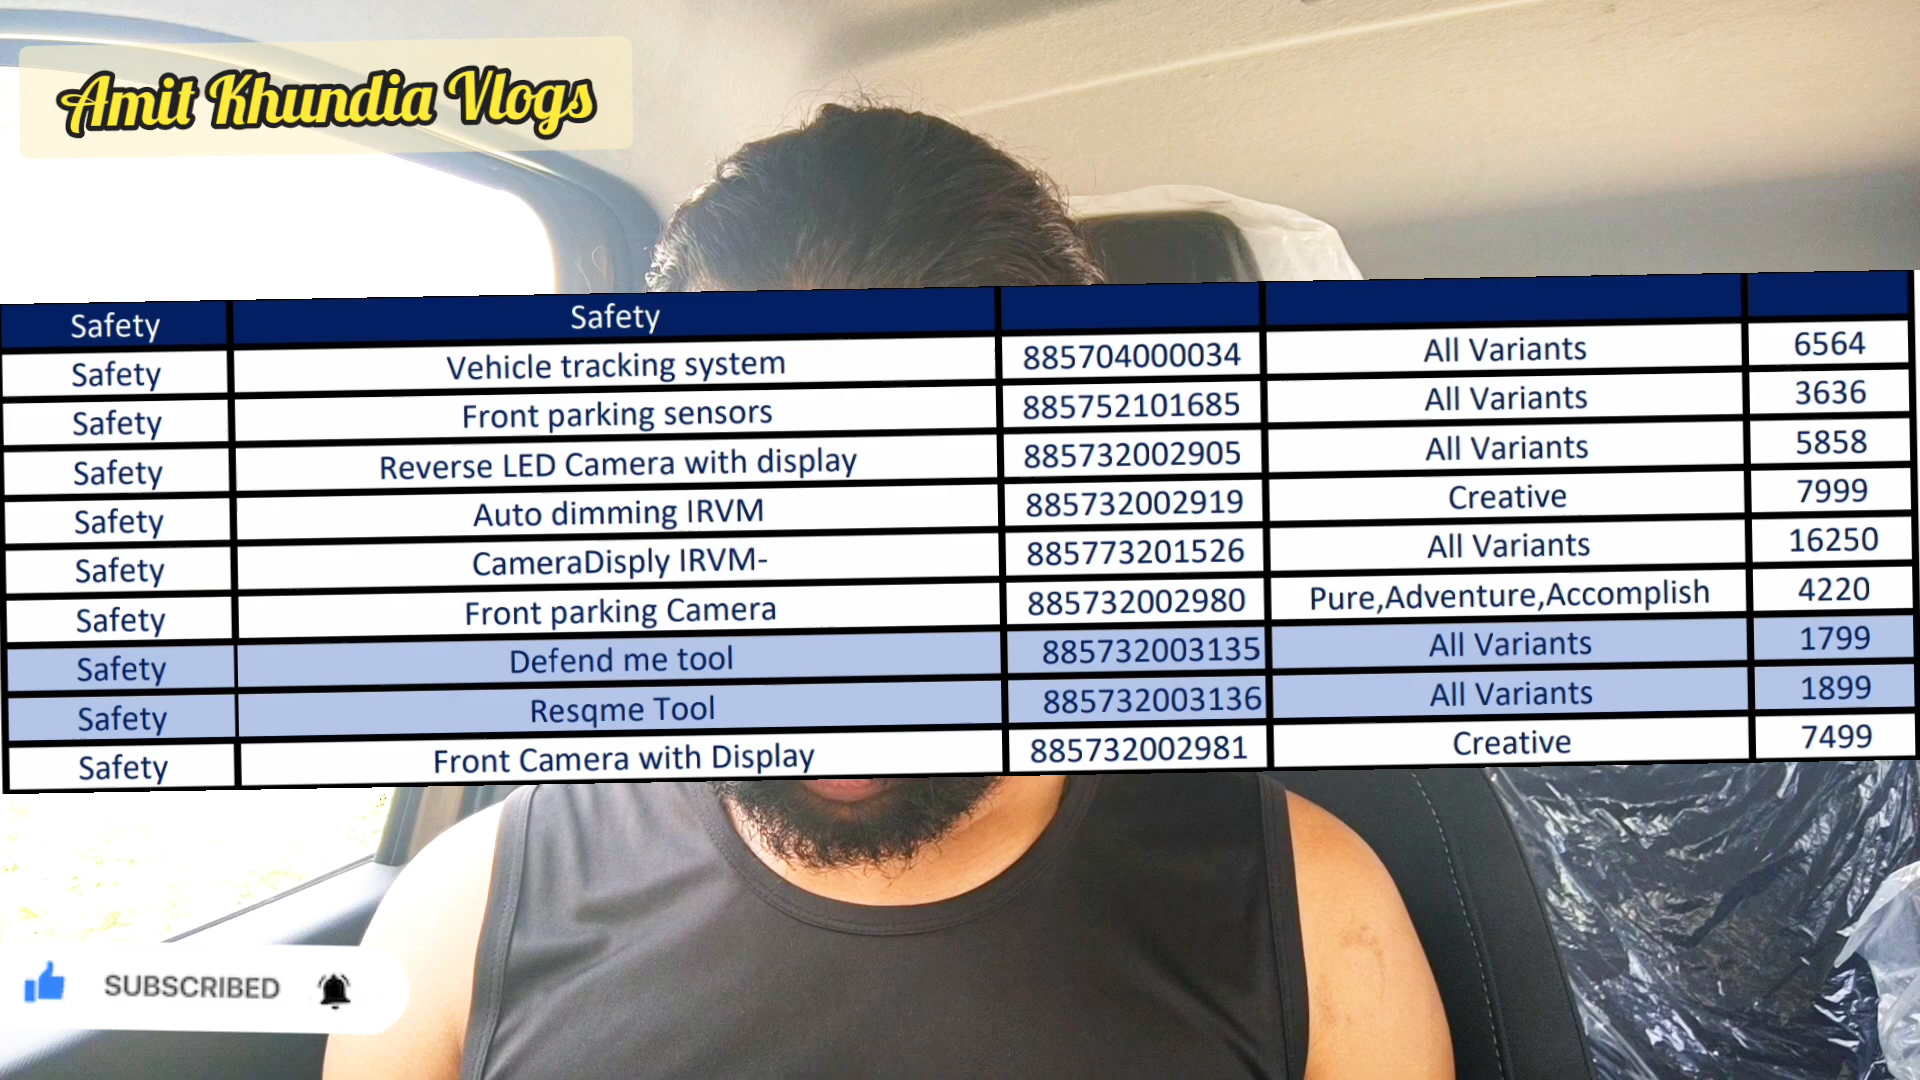 Amit Khundia Vlogs
Safety Safety
Safety Vehicle tracking system 885704000034 All Variants 6564
Safety Front parking sensors 885752101685 All Variants 3636
Safety Reverse LED Camera with display 885732002905 All Variants 5858
Safety Auto dimming IRVM 885732002919 Creative 7999
Safety CameraDisply IRVM- 885773201526 All Variants 16250
Safety Front parking Camera 885732002980 Pure,Adventure,Accomplish 4220
Safety Defend me tool 885732003135 All Variants 1799
Safety Resqme Tool 885732003136 All Variants 1899
Safety Front Camera with Display 885732002981 Creative 7499
SUBSCRIBED